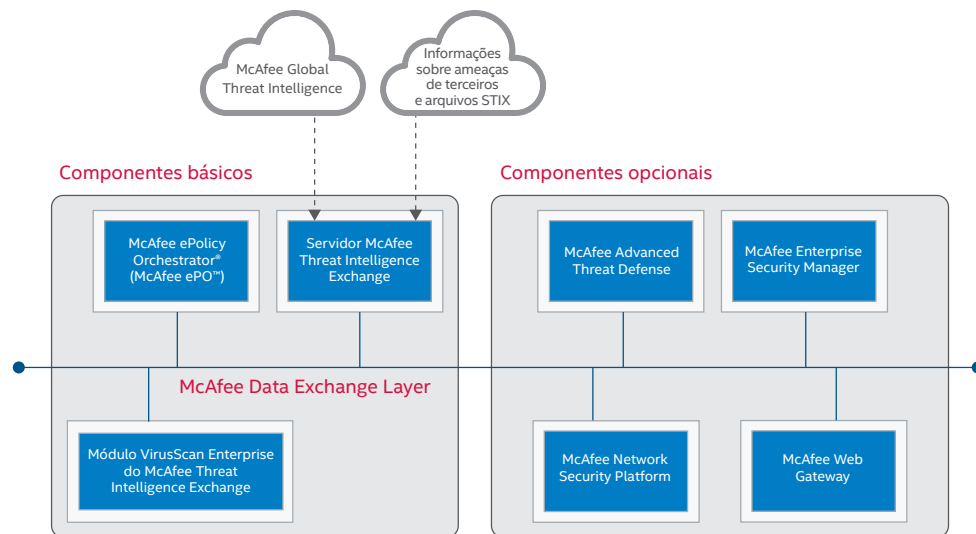 McAfee Global
Threat Intelligence
Informações
sobre ameaças
de terceiros
e arquivos STIX
Componentes básicos
McAfee ePolicy
Orchestrator®
(McAfee ePO™)
Servidor McAfee
Threat Intelligence
Exchange
Componentes opcionais
McAfee Advanced
Threat Defense
McAfee Enterprise
Security Manager
McAfee Data Exchange Layer
Módulo VirusScan Enterprise
do McAfee Threat
Intelligence Exchange
McAfee Network
Security Platform
McAfee Web
Gateway